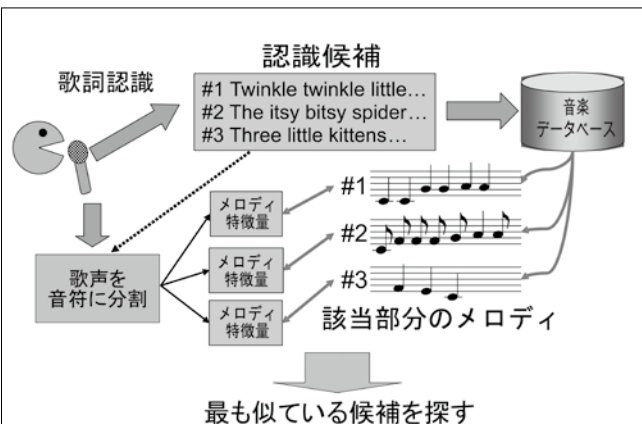 認識候補
歌詞認識
#1 Twinkle twinkle little…
#2 The itsy bitsy spider…
#3 Three little kittens…
音楽
データベース
メロディ
特徴量
#1
メロディ
特徴量
#2
メロディ
特徴量
#3
歌声を
音符に分割
該当部分のメロディ
最も似ている候補を探す